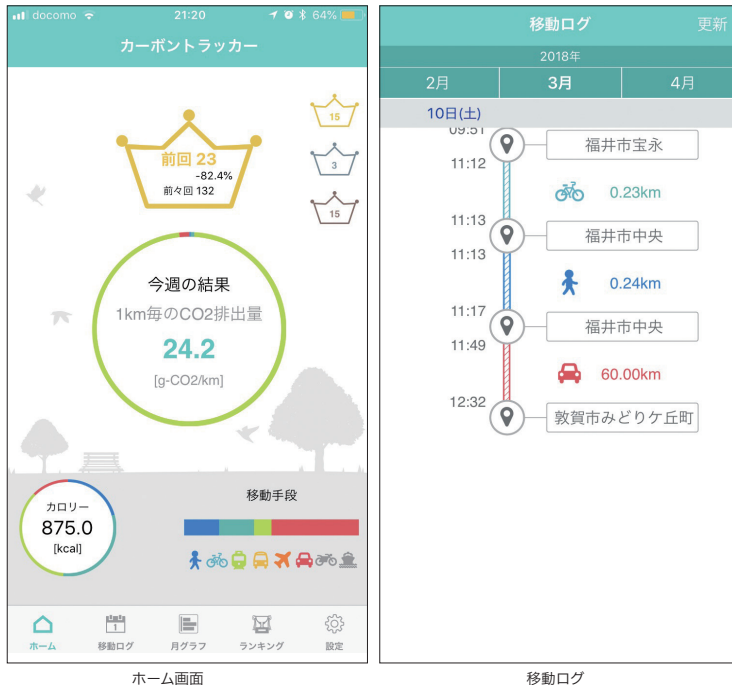 docomo 21:20 64%
カーボントラッカー
15
前回 23
-82.4%
前々回 132
3
15
今週の結果
1km毎のCO2排出量
24.2
[g-CO2/km]
カロリー
875.0
[kcal]
移動手段
1
ホーム 移動ログ 月グラフ ランキング 設定
ホーム画面
移動ログ 更新
2018年
2月 3月 4月
10日(土)
09:51
福井市宝永
11:12
0.23km
11:13
福井市中央
11:13
0.24km
11:17
福井市中央
11:49
60.00km
12:32
敦賀市みどりケ丘町
移動ログ